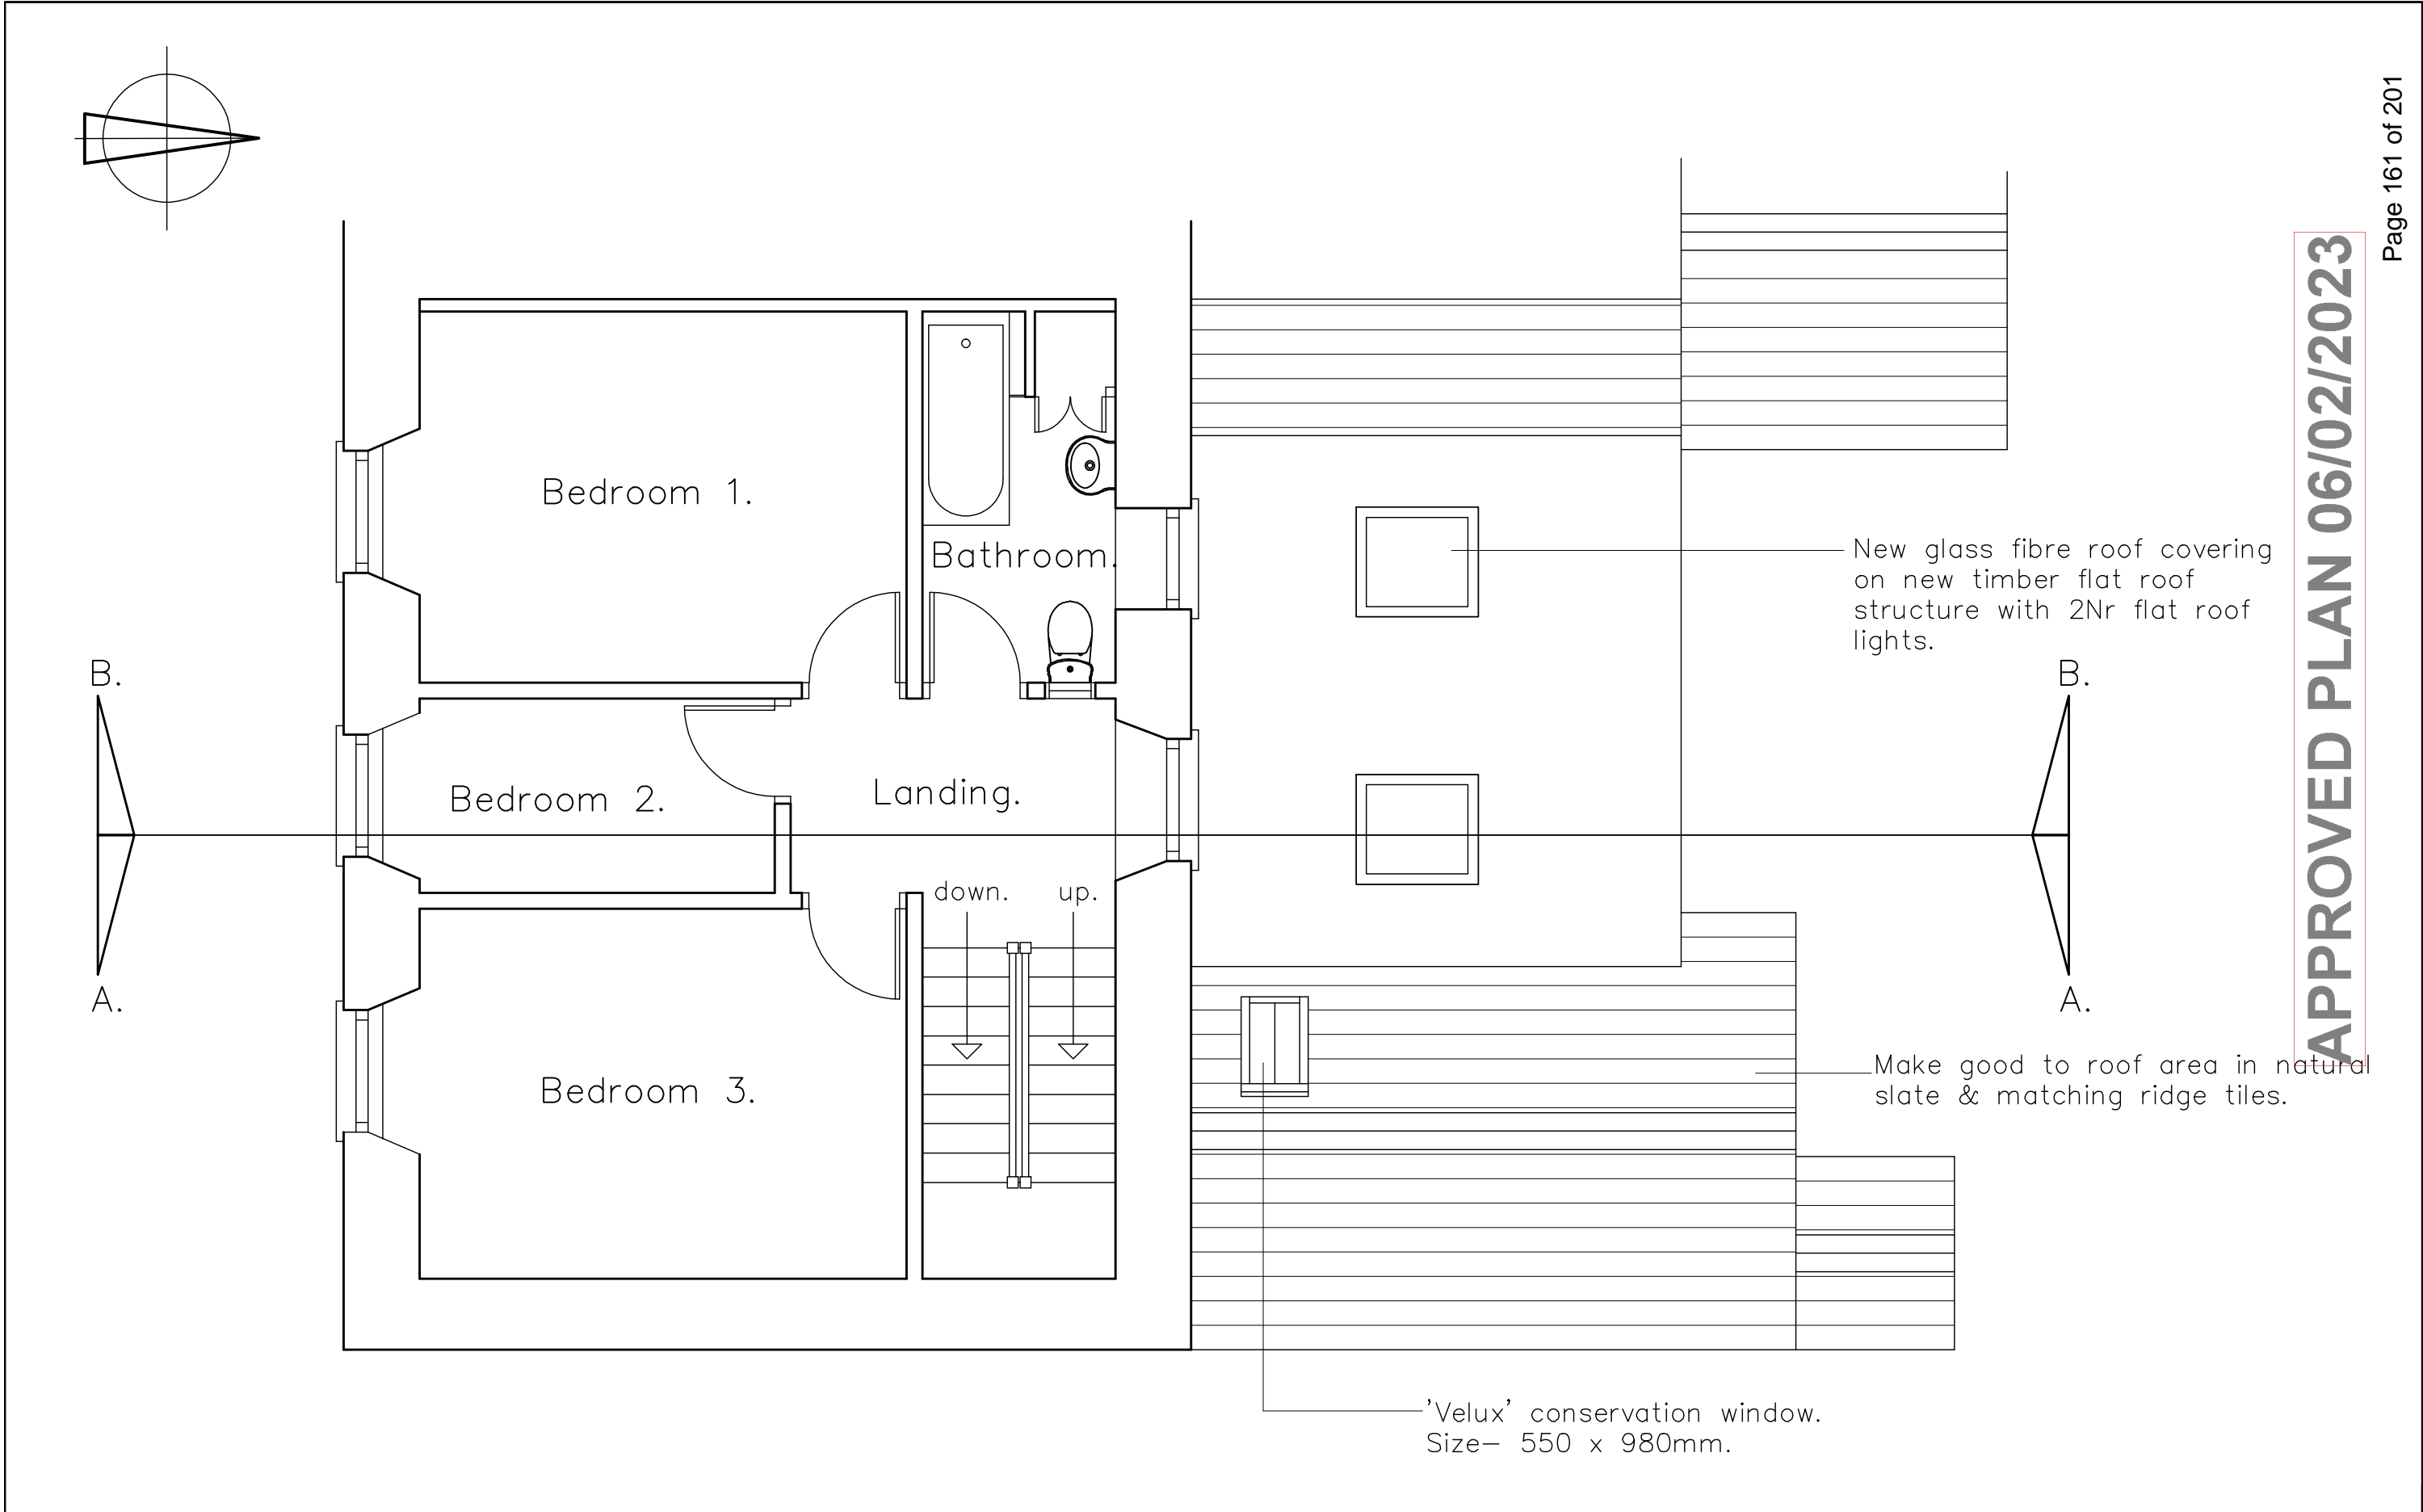 Page 161 of 201
APPROVED PLAN 06/02/2023
Bedroom 1.
Bathroom.
New glass fibre roof covering
on new timber flat roof
structure with 2Nr flat roof
lights.
B.
B.
Bedroom 2.
Landing.
down.
up.
A.
A.
Bedroom 3.
Make good to roof area in natural
slate & matching ridge tiles.
'Velux' conservation window.
Size- 550 x 980mm.